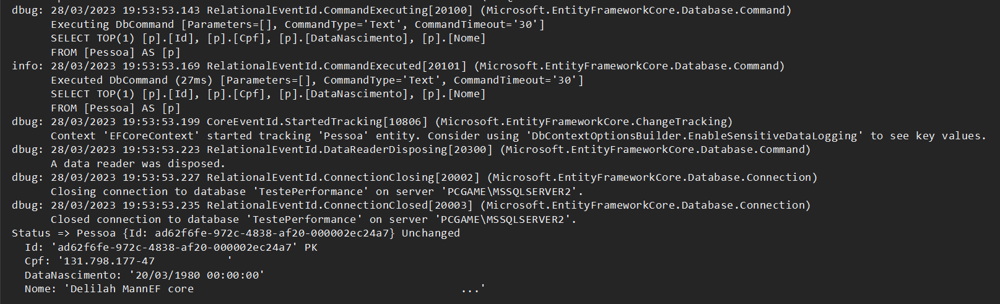 dbug: 28/03/2023 19:53:53.143 RelationalEventId.CommandExecuting[20100] (Microsoft.EntityFrameworkCore.Database.Command)
      Executing DbCommand [Parameters=[], CommandType='Text', CommandTimeout='30']
      SELECT TOP(1) [p].[Id], [p].[Cpf], [p].[DataNascimento], [p].[Nome]
      FROM [Pessoa] AS [p]
info: 28/03/2023 19:53:53.169 RelationalEventId.CommandExecuted[20101] (Microsoft.EntityFrameworkCore.Database.Command)
      Executed DbCommand (27ms) [Parameters=[], CommandType='Text', CommandTimeout='30']
      SELECT TOP(1) [p].[Id], [p].[Cpf], [p].[DataNascimento], [p].[Nome]
      FROM [Pessoa] AS [p]
dbug: 28/03/2023 19:53:53.199 CoreEventId.StartedTracking[10806] (Microsoft.EntityFrameworkCore.ChangeTracking)
      Context 'EFCoreContext' started tracking 'Pessoa' entity. Consider using 'DbContextOptionsBuilder.EnableSensitiveDataLogging' to see key values.
dbug: 28/03/2023 19:53:53.223 RelationalEventId.DataReaderDisposing[20300] (Microsoft.EntityFrameworkCore.Database.Command)
      A data reader was disposed.
dbug: 28/03/2023 19:53:53.227 RelationalEventId.ConnectionClosing[20002] (Microsoft.EntityFrameworkCore.Database.Connection)
      Closing connection to database 'TestePerformance' on server 'PCGAME\MSSQLSERVER2'.
dbug: 28/03/2023 19:53:53.235 RelationalEventId.ConnectionClosed[20003] (Microsoft.EntityFrameworkCore.Database.Connection)
      Closed connection to database 'TestePerformance' on server 'PCGAME\MSSQLSERVER2'.
Status => Pessoa {Id: ad62f6fe-972c-4838-af20-000002ec24a7} Unchanged
  Id: 'ad62f6fe-972c-4838-af20-000002ec24a7' PK
  Cpf: '131.798.177-47           '
  DataNascimento: '20/03/1980 00:00:00'
  Nome: 'Delilah MannEF core                                         ...'